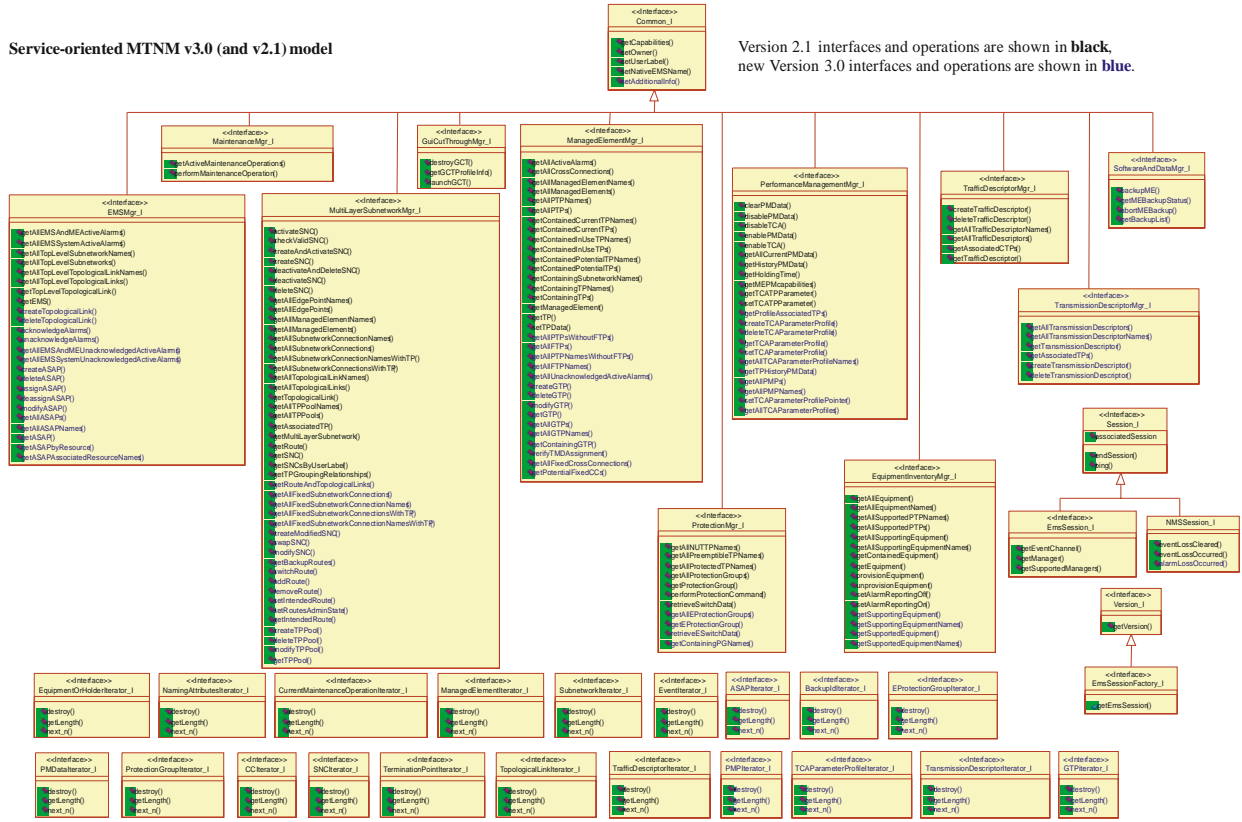 Service-oriented MTNM v3.0 (and v2.1) model
Version 2.1 interfaces and operations are shown in black,
new Version 3.0 interfaces and operations are shown in blue.
<<Interface>>
Common_I
getCapabilities()
setOwner()
setUserLabel()
setNativeEMSName()
setAdditionalInfo()
<<Interface>>
MaintenanceMgr_I
getActiveMaintenanceOperations()
performMaintenanceOperation()
<<Interface>>
GuiCutThroughMgr_I
destroyGCT()
getGCTProfileInfo()
launchGCT()
<<Interface>>
EMSMgr_I
getAllEMSAndMEActiveAlarms()
getAllEMSSystemActiveAlarms()
getAllTopLevelSubnetworkNames()
getAllTopLevelSubnetworks()
getAllTopLevelTopologicalLinkNames()
getAllTopLevelTopologicalLinks()
getTopLevelTopologicalLink()
getEMS()
createTopologicalLink()
deleteTopologicalLink()
acknowledgeAlarms()
unacknowledgeAlarms()
getAllEMSAndMEUnacknowledgedActiveAlarms()
getAllEMSSystemUnacknowledgedActiveAlarms()
createASAP()
deleteASAP()
assignASAP()
deassignASAP()
modifyASAP()
getAllASAPs()
getAllASAPNames()
getASAP()
getASAPbyResource()
getASAPAssociatedResourceNames()
<<Interface>>
MultiLayerSubnetworkMgr_I
activateSNC()
checkValidSNC()
createAndActivateSNC()
createSNC()
deactivateAndDeleteSNC()
deactivateSNC()
deleteSNC()
getAllEdgePointNames()
getAllEdgePoints()
getAllManagedElementNames()
getAllManagedElements()
getAllSubnetworkConnectionNames()
getAllSubnetworkConnections()
getAllSubnetworkConnectionNamesWithTP()
getAllSubnetworkConnectionsWithTP()
getAllTopologicalLinkNames()
getAllTopologicalLinks()
getTopologicalLink()
getAllTPPoolNames()
getAllTPPools()
getAssociatedTP()
getMultiLayerSubnetwork()
getRoute()
getSNC()
getSNCsByUserLabel()
getTPGroupingRelationships()
getRouteAndTopologicalLinks()
getAllFixedSubnetworkConnections()
getAllFixedSubnetworkConnectionNames()
getAllFixedSubnetworkConnectionsWithTP()
getAllFixedSubnetworkConnectionNamesWithTP()
createModifiedSNC()
swapSNC()
modifySNC()
getBackupRoutes()
switchRoute()
addRoute()
removeRoute()
setIntendedRoute()
setRoutesAdminState()
getIntendedRoute()
createTPPool()
deleteTPPool()
modifyTPPool()
getTPPool()
<<Interface>>
ManagedElementMgr_I
getAllActiveAlarms()
getAllCrossConnections()
getAllManagedElementNames()
getAllManagedElements()
getAllPTPNames()
getAllPTPs()
getContainedCurrentTPNames()
getContainedCurrentTPs()
getContainedInUseTPNames()
getContainedInUseTPs()
getContainedPotentialTPNames()
getContainedPotentialTPs()
getContainingSubnetworkNames()
getContainingTPNames()
getContainingTPs()
getManagedElement()
getTP()
setTPData()
getAllPTPsWithoutFTPs()
getAllFTPs()
getAllPTPNamesWithoutFTPs()
getAllFTPNames()
getAllUnacknowledgedActiveAlarms()
createGTP()
deleteGTP()
modifyGTP()
getGTP()
getAllGTPs()
getAllGTPNames()
getContainingGTP()
verifyTMDAssignment()
getAllFixedCrossConnections()
getPotentialFixedCCs()
<<Interface>>
PerformanceManagementMgr_I
clearPMData()
disablePMData()
disableTCA()
enablePMData()
enableTCA()
getAllCurrentPMData()
getHistoryPMData()
getHoldingTime()
getMEPMcapabilities()
getTCATPParameter()
setTCATPParameter()
getProfileAssociatedTPs()
createTCAParameterProfile()
deleteTCAParameterProfile()
getTCAParameterProfile()
setTCAParameterProfile()
getAllTCAParameterProfileNames()
getTPHistoryPMData()
getAllPMPs()
getAllPMPNames()
setTCAParameterProfilePointer()
getAllTCAParameterProfiles()
<<Interface>>
TrafficDescriptorMgr_I
createTrafficDescriptor()
deleteTrafficDescriptor()
getAllTrafficDescriptorNames()
getAllTrafficDescriptors()
getAssociatedCTPs()
getTrafficDescriptor()
<<Interface>>
SoftwareAndDataMgr_I
backupME()
getMEBackupStatus()
abortMEBackup()
getBackupList()
<<Interface>>
TransmissionDescriptorMgr_I
getAllTransmissionDescriptors()
getAllTransmissionDescriptorNames()
getTransmissionDescriptor()
getAssociatedTPs()
createTransmissionDescriptor()
deleteTransmissionDescriptor()
<<Interface>>
Session_I
associatedSession
endSession()
ping()
<<Interface>>
EquipmentInventoryMgr_I
getAllEquipment()
getAllEquipmentNames()
getAllSupportedPTPNames()
getAllSupportedPTPs()
getAllSupportingEquipment()
getAllSupportingEquipmentNames()
getContainedEquipment()
getEquipment()
provisionEquipment()
unprovisionEquipment()
setAlarmReportingOff()
setAlarmReportingOn()
getSupportingEquipment()
getSupportingEquipmentNames()
getSupportedEquipment()
getSupportedEquipmentNames()
<<Interface>>
ProtectionMgr_I
getAllNUTTPNames()
getAllPreemptibleTPNames()
getAllProtectedTPNames()
getAllProtectionGroups()
getProtectionGroup()
performProtectionCommand()
retrieveSwitchData()
getAllEProtectionGroups()
getEProtectionGroup()
retrieveESwitchData()
getContainingPGNames()
<<Interface>>
EmsSession_I
getEventChannel()
getManager()
getSupportedManagers()
<<Interface>>
NMSSession_I
eventLossCleared()
eventLossOccurred()
alarmLossOccurred()
<<Interface>>
Version_I
getVersion()
<<Interface>>
EmsSessionFactory_I
getEmsSession()
<<Interface>>
EquipmentOrHolderIterator_I
destroy()
getLength()
next_n()
<<Interface>>
NamingAttributesIterator_I
destroy()
getLength()
next_n()
<<Interface>>
CurrentMaintenanceOperationIterator_I
destroy()
getLength()
next_n()
<<Interface>>
ManagedElementIterator_I
destroy()
getLength()
next_n()
<<Interface>>
SubnetworkIterator_I
destroy()
getLength()
next_n()
<<Interface>>
EventIterator_I
destroy()
getLength()
next_n()
<<Interface>>
ASAPIterator_I
destroy()
getLength()
next_n()
<<Interface>>
BackupIdIterator_I
destroy()
getLength()
next_n()
<<Interface>>
EProtectionGroupIterator_I
destroy()
getLength()
next_n()
<<Interface>>
PMDataIterator_I
destroy()
getLength()
next_n()
<<Interface>>
ProtectionGroupIterator_I
destroy()
getLength()
next_n()
<<Interface>>
CCIterator_I
destroy()
getLength()
next_n()
<<Interface>>
SNCIterator_I
destroy()
getLength()
next_n()
<<Interface>>
TerminationPointIterator_I
destroy()
getLength()
next_n()
<<Interface>>
TopologicalLinkIterator_I
destroy()
getLength()
next_n()
<<Interface>>
TrafficDescriptorIterator_I
destroy()
getLength()
next_n()
<<Interface>>
PMPIterator_I
destroy()
getLength()
next_n()
<<Interface>>
TCAParameterProfileIterator_I
destroy()
getLength()
next_n()
<<Interface>>
TransmissionDescriptorIterator_I
destroy()
getLength()
next_n()
<<Interface>>
GTPIterator_I
destroy()
getLength()
next_n()